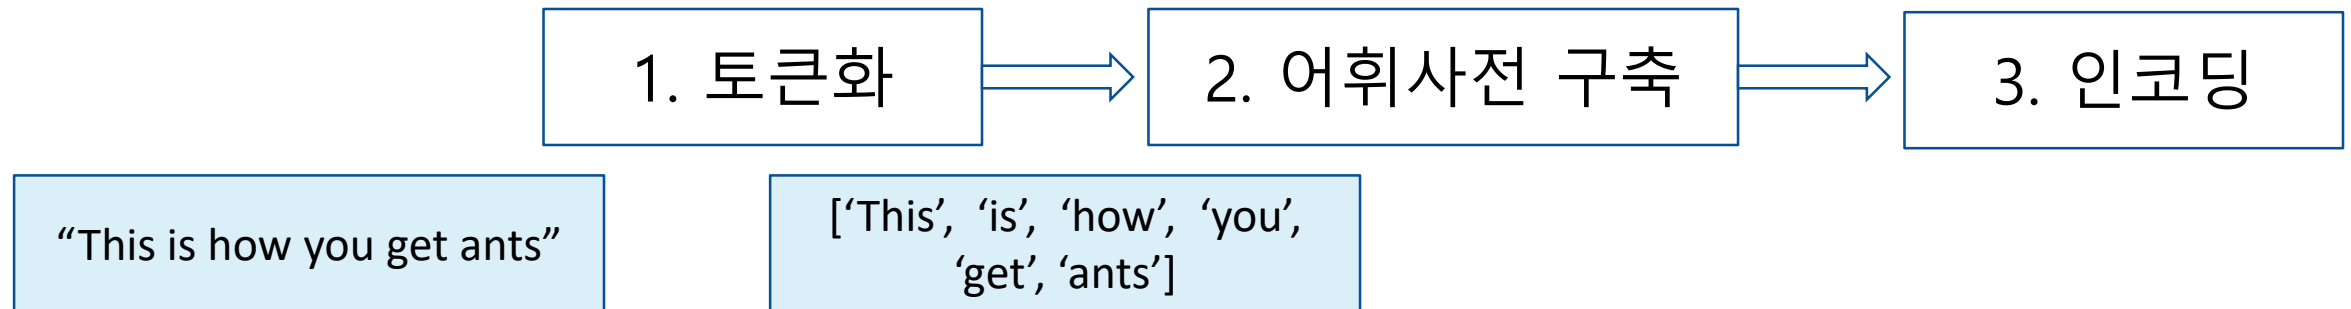 1. 토큰화
2. 어휘사전 구축
3. 인코딩
“This is how you get ants”
[‘This’, ‘is’, ‘how’, ‘you’,
‘get’, ‘ants’]